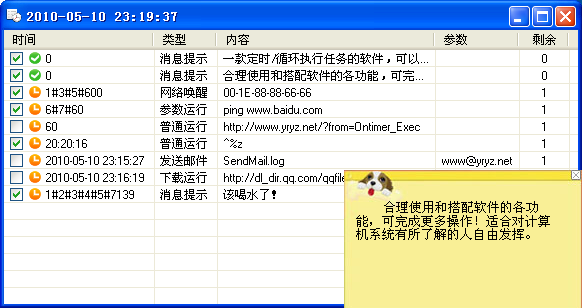 2010-05-10 23:19:37
时间 类型 内容 参数 剩余
0 消息提示 一款定时/循环执行任务的软件，可以... 0
0 消息提示 合理使用和搭配软件的各功能，可完... 0
1#3#5#600 网络唤醒 00-1E-88-88-66-66 1
6#7#60 参数运行 ping www.baidu.com 1
60 普通运行 http://www.yryz.net/?from=Ontimer_Exec 1
20:20:16 普通运行 ^%z 1
2010-05-10 23:15:27 发送邮件 SendMail.log www@yryz.net 1
2010-05-10 23:16:19 下载运行 http://dl_dir.qq.com/qqfile
1#2#3#4#5#7139 消息提示 该喝水了！
合理使用和搭配软件的各功
能，可完成更多操作！适合对计算
机系统有所了解的人自由发挥。